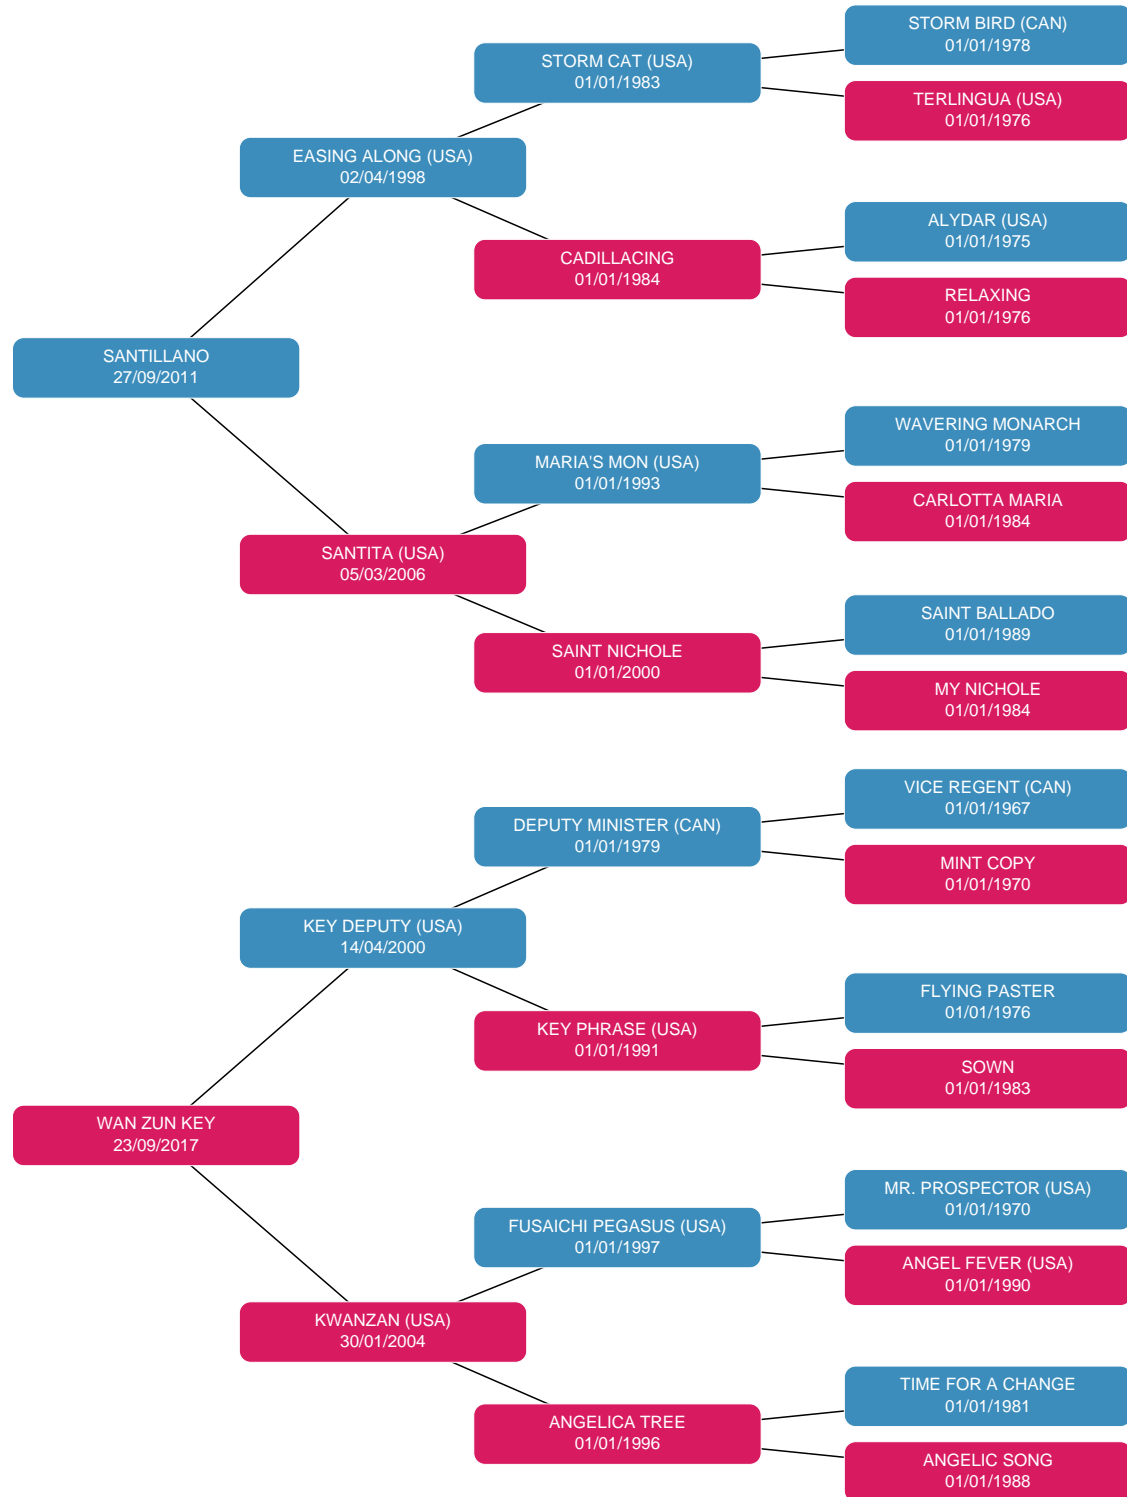 STORM BIRD (CAN)
01/01/1978
STORM CAT (USA)
01/01/1983
TERLINGUA (USA)
01/01/1976
EASING ALONG (USA)
02/04/1998
ALYDAR (USA)
01/01/1975
CADILLACING
01/01/1984
RELAXING
01/01/1976
SANTILLANO
27/09/2011
WAVERING MONARCH
01/01/1979
MARIA'S MON (USA)
01/01/1993
CARLOTTA MARIA
01/01/1984
SANTITA (USA)
05/03/2006
SAINT BALLADO
01/01/1989
SAINT NICHOLE
01/01/2000
MY NICHOLE
01/01/1984
VICE REGENT (CAN)
01/01/1967
DEPUTY MINISTER (CAN)
01/01/1979
MINT COPY
01/01/1970
KEY DEPUTY (USA)
14/04/2000
FLYING PASTER
01/01/1976
KEY PHRASE (USA)
01/01/1991
SOWN
01/01/1983
WAN ZUN KEY
23/09/2017
MR. PROSPECTOR (USA)
01/01/1970
FUSAICHI PEGASUS (USA)
01/01/1997
ANGEL FEVER (USA)
01/01/1990
KWANZAN (USA)
30/01/2004
TIME FOR A CHANGE
01/01/1981
ANGELICA TREE
01/01/1996
ANGELIC SONG
01/01/1988